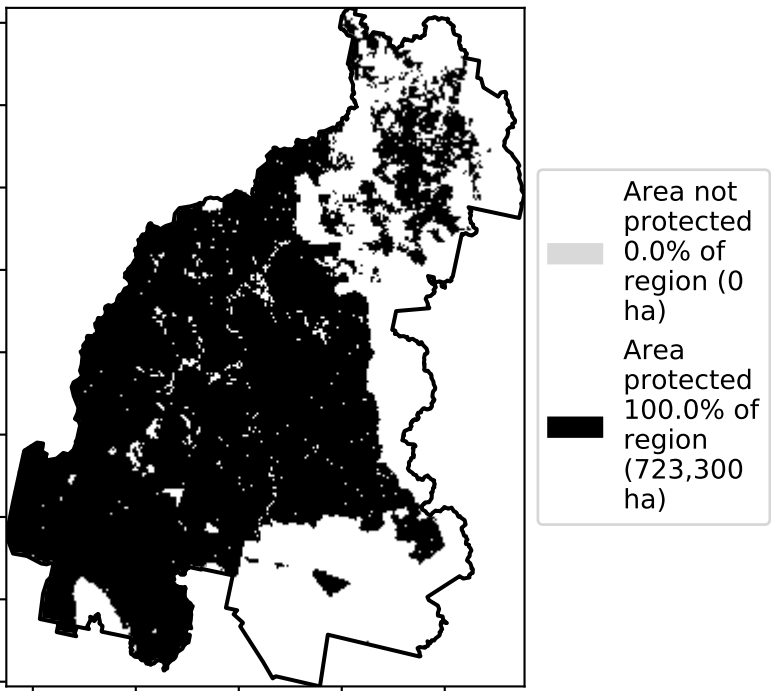 Area not
protected
0.0% of
region (0
ha)
Area
protected
100.0% of
region
(723,300
ha)